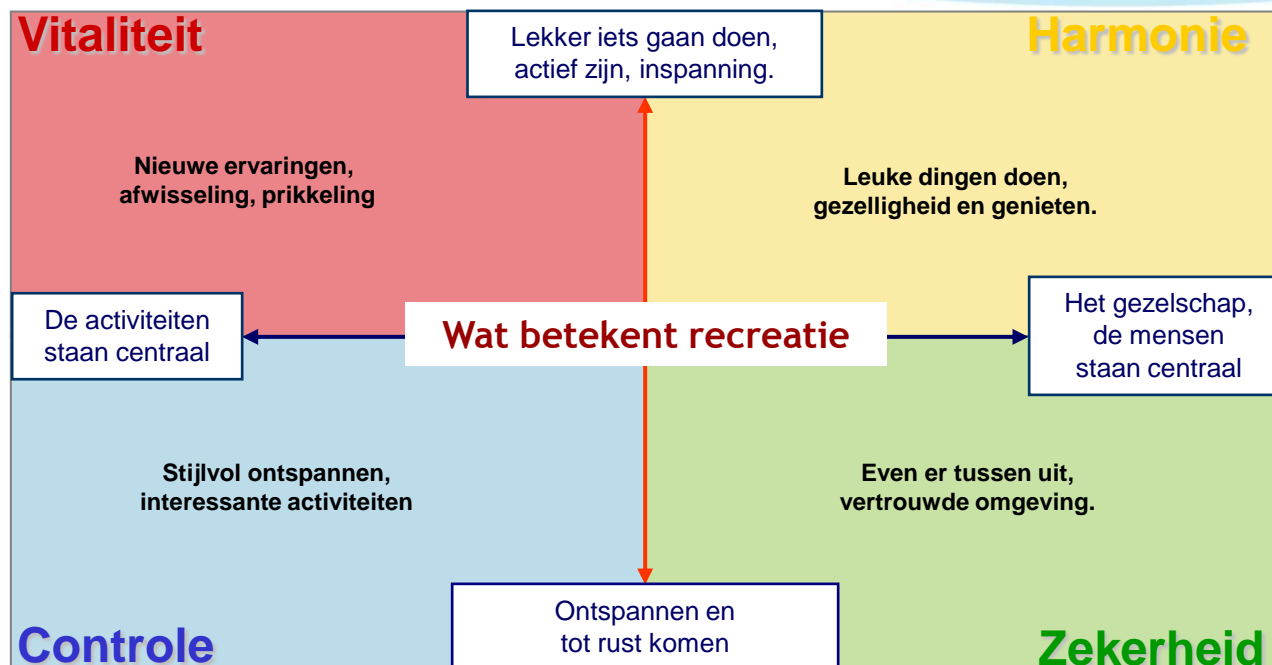 Vitaliteit
Lekker iets gaan doen,
actief zijn, inspanning.
Harmonie
Nieuwe ervaringen,
afwisseling, prikkeling
Leuke dingen doen,
gezelligheid en genieten.
De activiteiten
staan centraal
Wat betekent recreatie
Het gezelschap,
de mensen
staan centraal
Stijlvol ontspannen,
interessante activiteiten
Even er tussen uit,
vertrouwde omgeving.
Controle
Ontspannen en
tot rust komen
Zekerheid